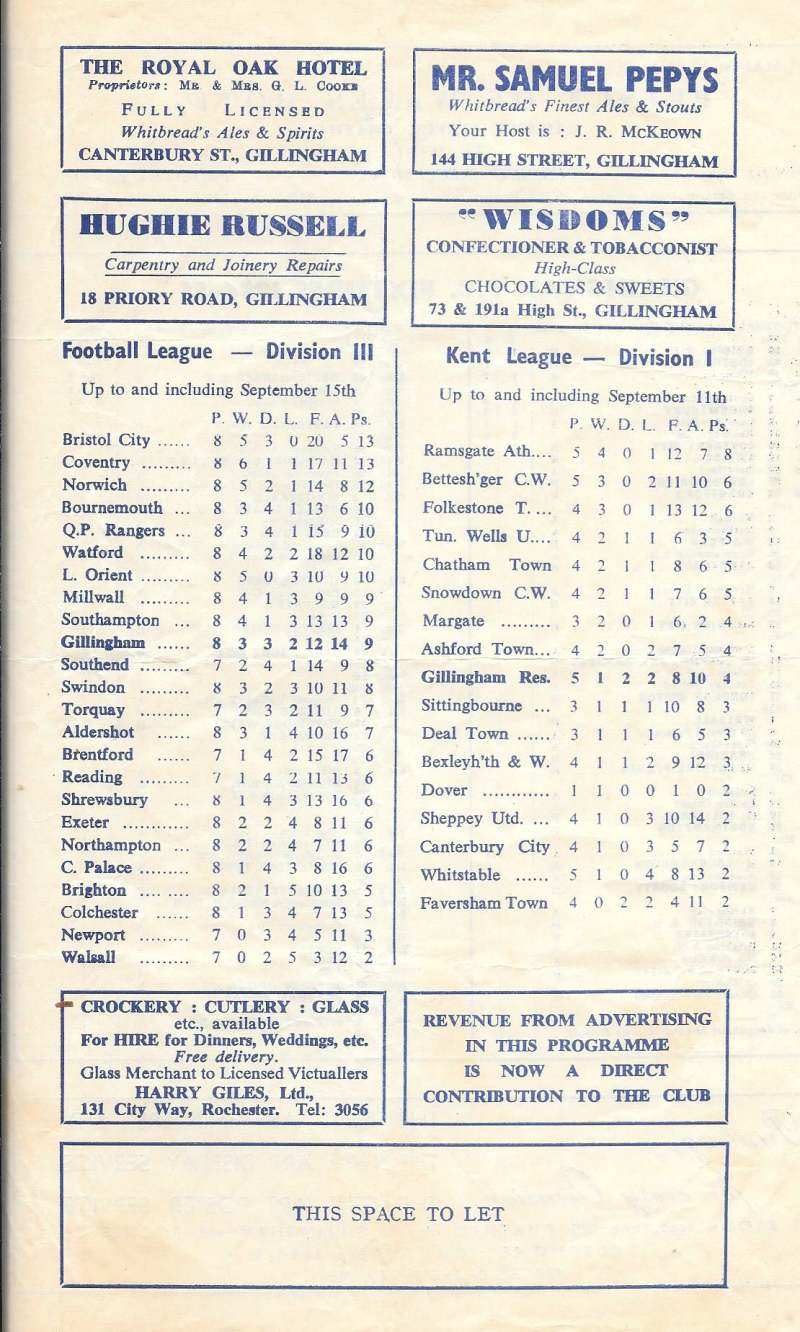 THE ROYAL OAK HOTEL
Proprietors: MR & MRS. G. L. COOKE
FULLY LICENSED
Whitbread's Ales & Spirits
CANTERBURY ST., GILLINGHAM
MR. SAMUEL PEPYS
Whitbread's Finest Ales & Stouts
Your Host is : J. R. MCKEOWN
144 HIGH STREET, GILLINGHAM
HUGHIE RUSSELL
Carpentry and Joinery Repairs
18 PRIORY ROAD, GILLINGHAM
"WISDOMS"
CONFECTIONER & TOBACCONIST
High-Class
CHOCOLATES & SWEETS
73 & 191a High St., GILLINGHAM
Football League — Division III
Up to and including September 15th
P. W. D. L. F. A. Ps.
Bristol City ...... 8 5 3 0 20 5 13
Coventry ......... 8 6 1 1 17 11 13
Norwich ......... 8 5 2 1 14 8 12
Bournemouth ... 8 3 4 1 13 6 10
Q.P. Rangers ... 8 3 4 1 15 9 10
Watford ......... 8 4 2 2 18 12 10
L. Orient ......... 8 5 0 3 10 9 10
Millwall ......... 8 4 1 3 9 9 9
Southampton ... 8 4 1 3 13 13 9
Gillingham ...... 8 3 3 2 12 14 9
Southend ......... 7 2 4 1 14 9 8
Swindon ......... 8 3 2 3 10 11 8
Torquay ......... 7 2 3 2 11 9 7
Aldershot ...... 8 3 1 4 10 16 7
Brentford ...... 7 1 4 2 15 17 6
Reading ......... 7 1 4 2 11 13 6
Shrewsbury ... 8 1 4 3 13 16 6
Exeter ............ 8 2 2 4 8 11 6
Northampton ... 8 2 2 4 7 11 6
C. Palace ......... 8 1 4 3 8 16 6
Brighton .... .... 8 2 1 5 10 13 5
Colchester ...... 8 1 3 4 7 13 5
Newport ......... 7 0 3 4 5 11 3
Walsall ......... 7 0 2 5 3 12 2
Kent League — Division I
Up to and including September 11th
P. W. D. L. F. A. Ps.
Ramsgate Ath.... 5 4 0 1 12 7 8
Bettesh'ger C.W. 5 3 0 2 11 10 6
Folkestone T. ... 4 3 0 1 13 12 6
Tun. Wells U.... 4 2 1 1 6 3 5
Chatham Town 4 2 1 1 8 6 5
Snowdown C.W. 4 2 1 1 7 6 5
Margate ......... 3 2 0 1 6 2 4
Ashford Town... 4 2 0 2 7 5 4
Gillingham Res. 5 1 2 2 8 10 4
Sittingbourne ... 3 1 1 1 10 8 3
Deal Town ...... 3 1 1 1 6 5 3
Bexleyh'th & W. 4 1 1 2 9 12 3
Dover ............ 1 1 0 0 1 0 2
Sheppey Utd. ... 4 1 0 3 10 14 2
Canterbury City 4 1 0 3 5 7 2
Whitstable ...... 5 1 0 4 8 13 2
Faversham Town 4 0 2 2 4 11 2
CROCKERY : CUTLERY : GLASS
etc., available
For HIRE for Dinners, Weddings, etc.
Free delivery.
Glass Merchant to Licensed Victuallers
HARRY GILES, Ltd.,
131 City Way, Rochester. Tel: 3056
REVENUE FROM ADVERTISING
IN THIS PROGRAMME
IS NOW A DIRECT
CONTRIBUTION TO THE CLUB
THIS SPACE TO LET